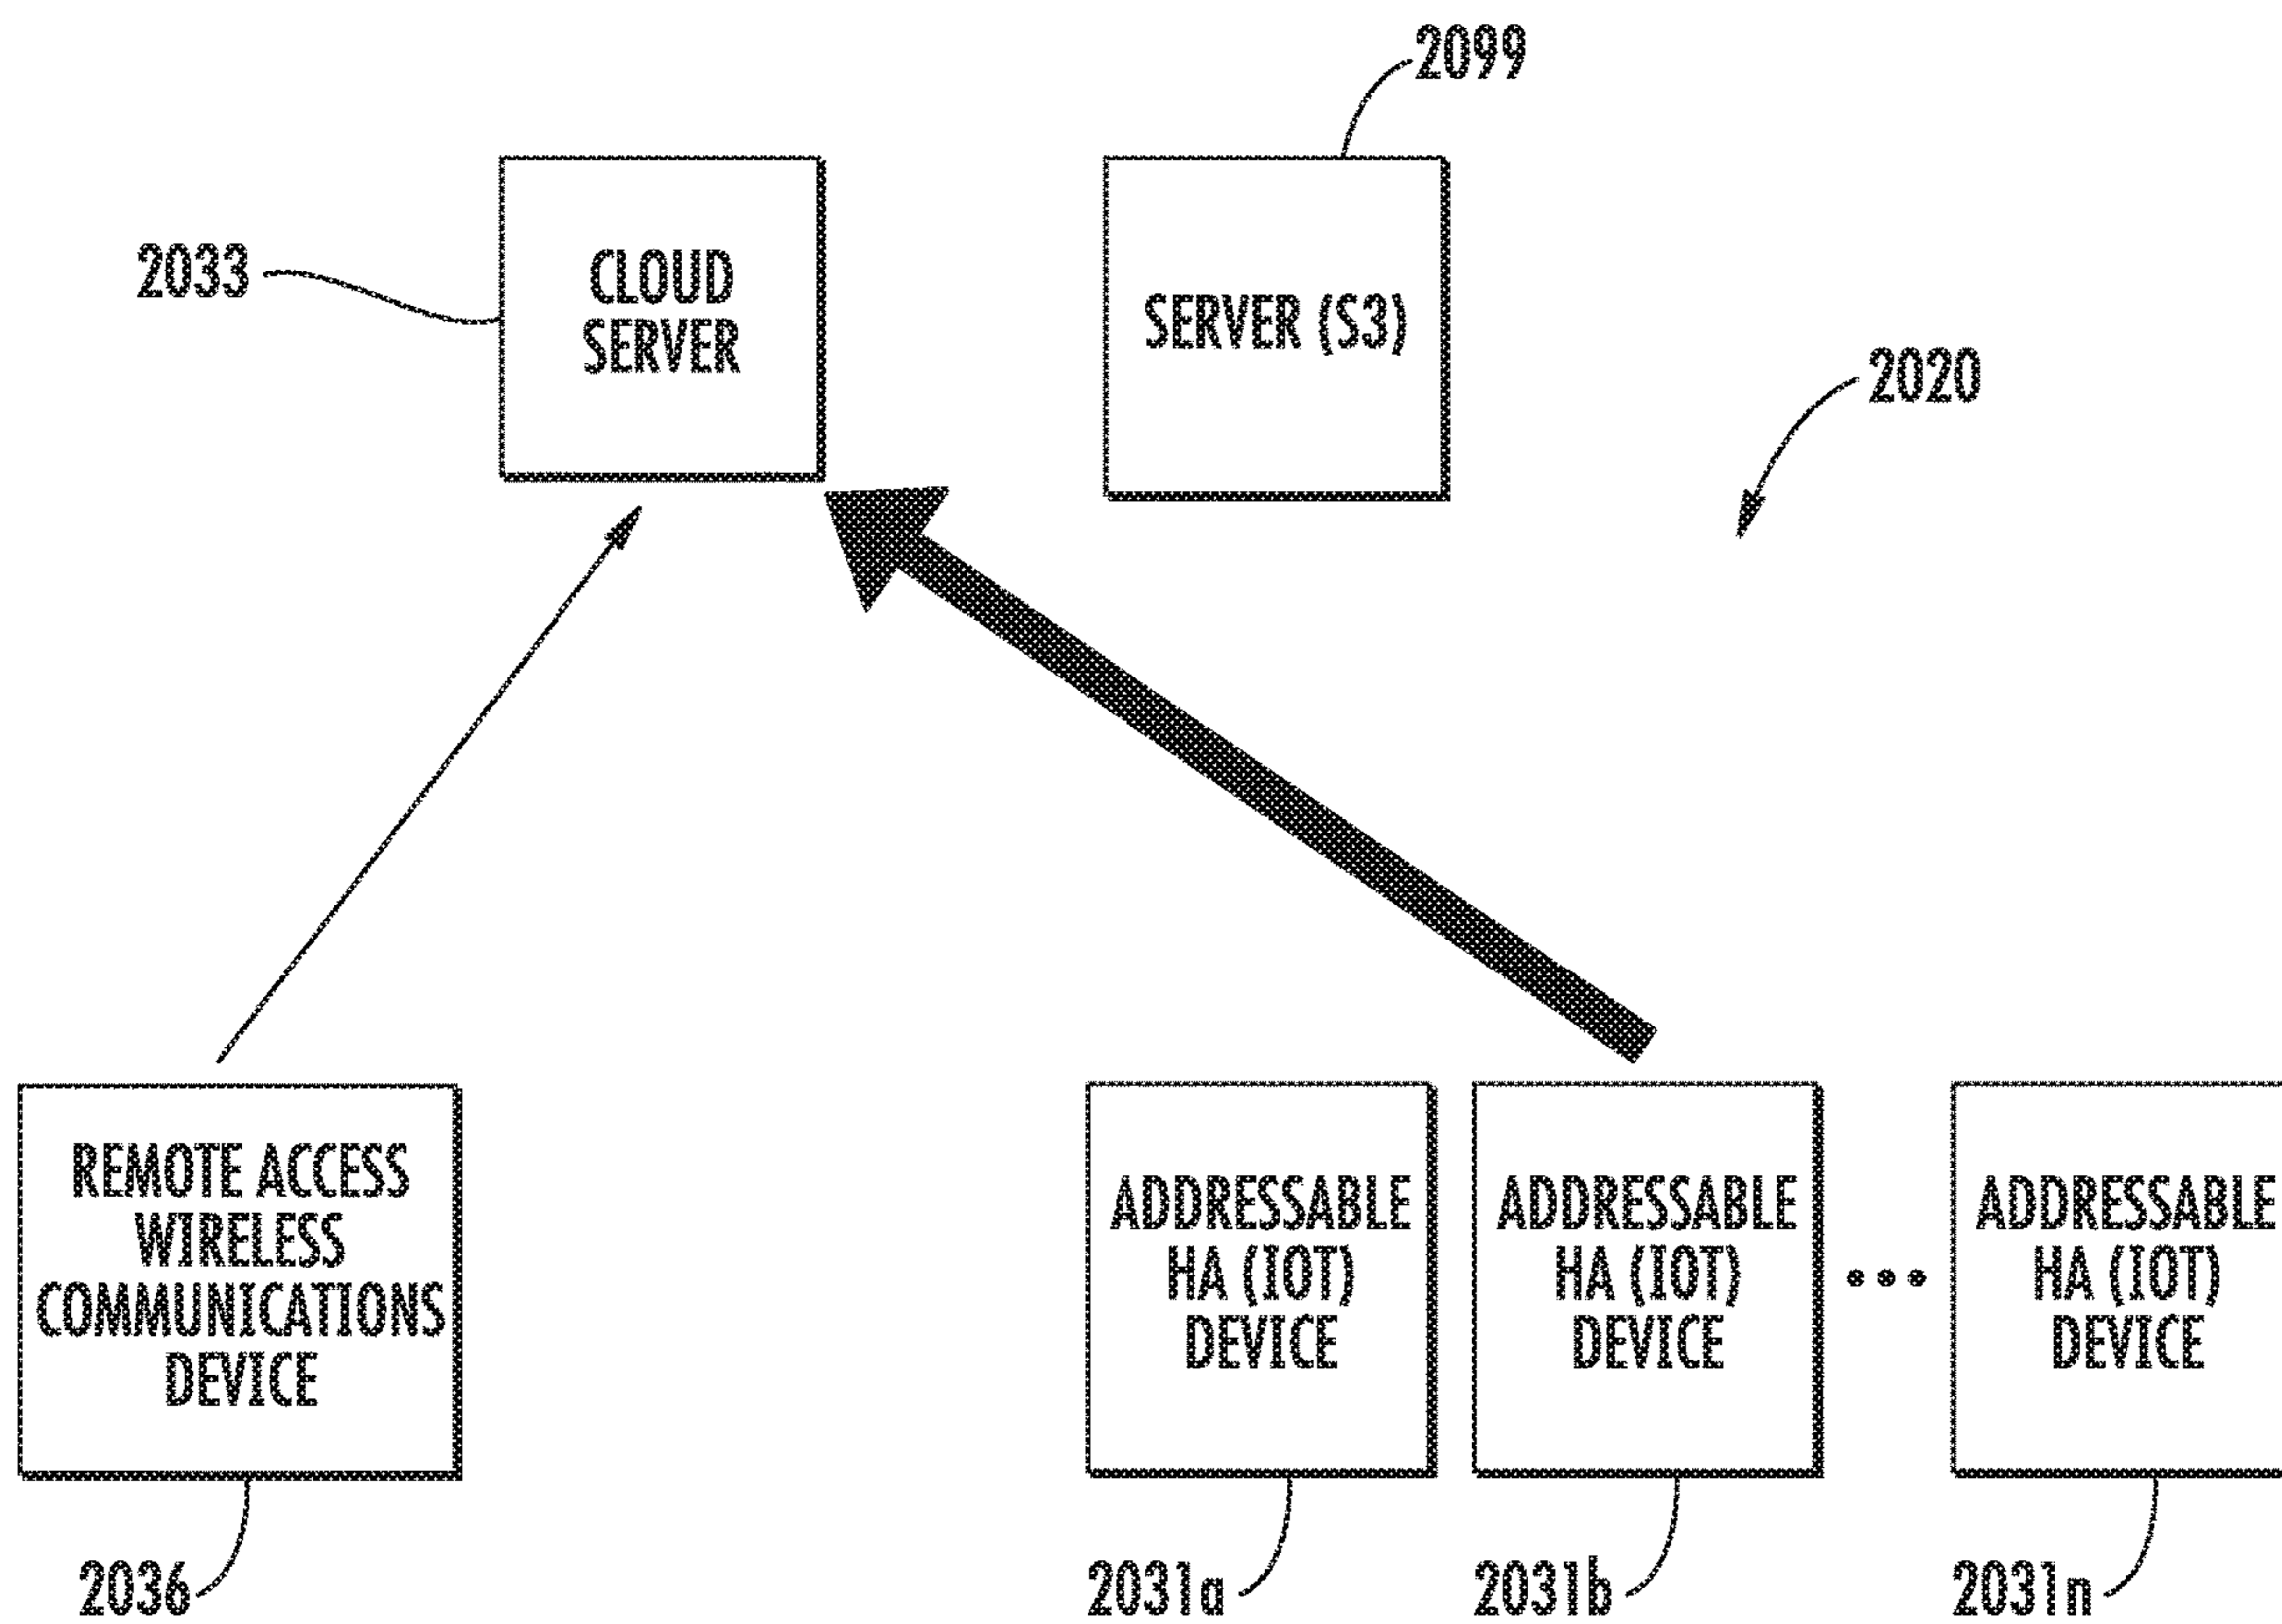 2099
2033
CLOUD
SERVER
SERVER (S3)
2020
REMOTE ACCESS
WIRELESS
COMMUNICATIONS
DEVICE
ADDRESSABLE
HA (IOT)
DEVICE
ADDRESSABLE
HA (IOT)
DEVICE
•••
ADDRESSABLE
HA (IOT)
DEVICE
2036
2031a
2031b
2031n